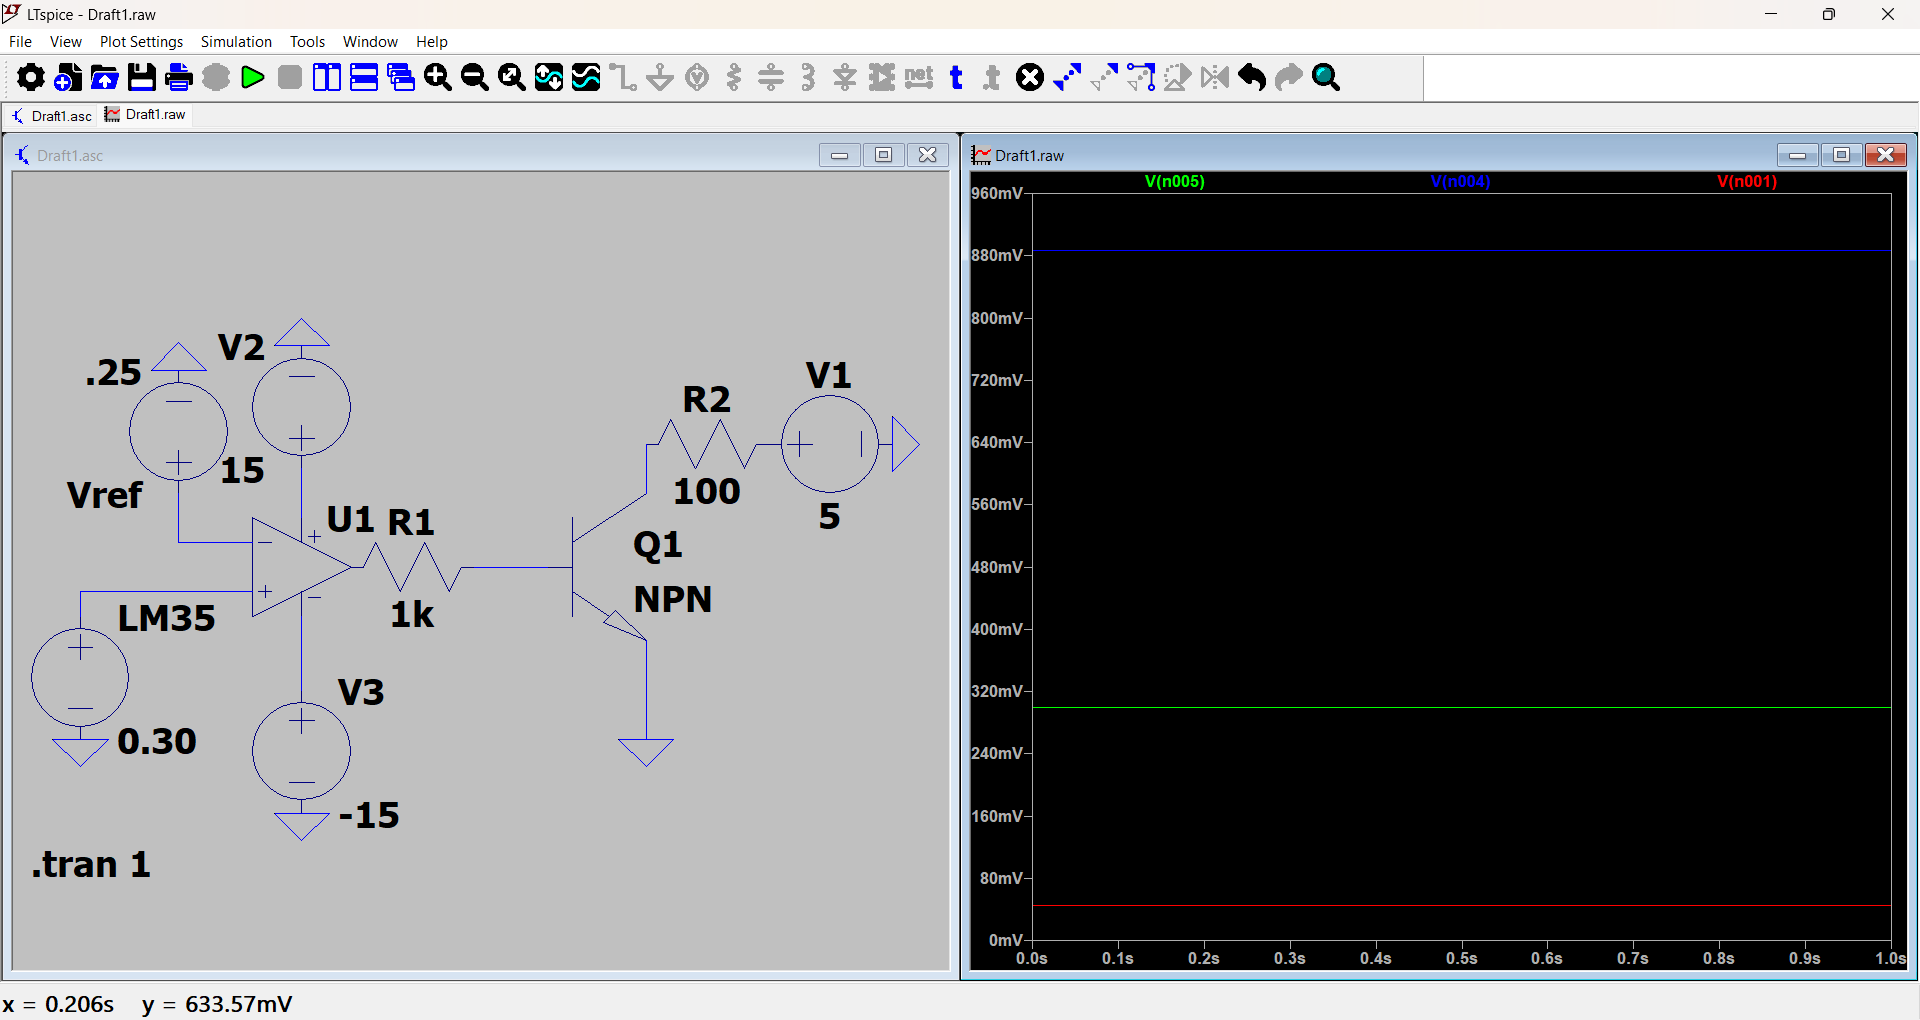 LTspice - Draft1.raw
File View Plot Settings Simulation Tools Window Help
net t .t
Draft1.asc Draft1.raw
Draft1.asc
V2
.25
15
Vref
U1 R1
1k
LM35
0.30
V3
-15
V1
R2
100
5
Q1
NPN
.tran 1
Draft1.raw
V(n005) V(n004) V(n001)
960mV
880mV
800mV
720mV
640mV
560mV
480mV
400mV
320mV
240mV
160mV
80mV
0mV
0.0s 0.1s 0.2s 0.3s 0.4s 0.5s 0.6s 0.7s 0.8s 0.9s 1.0s
x = 0.206s y = 633.57mV